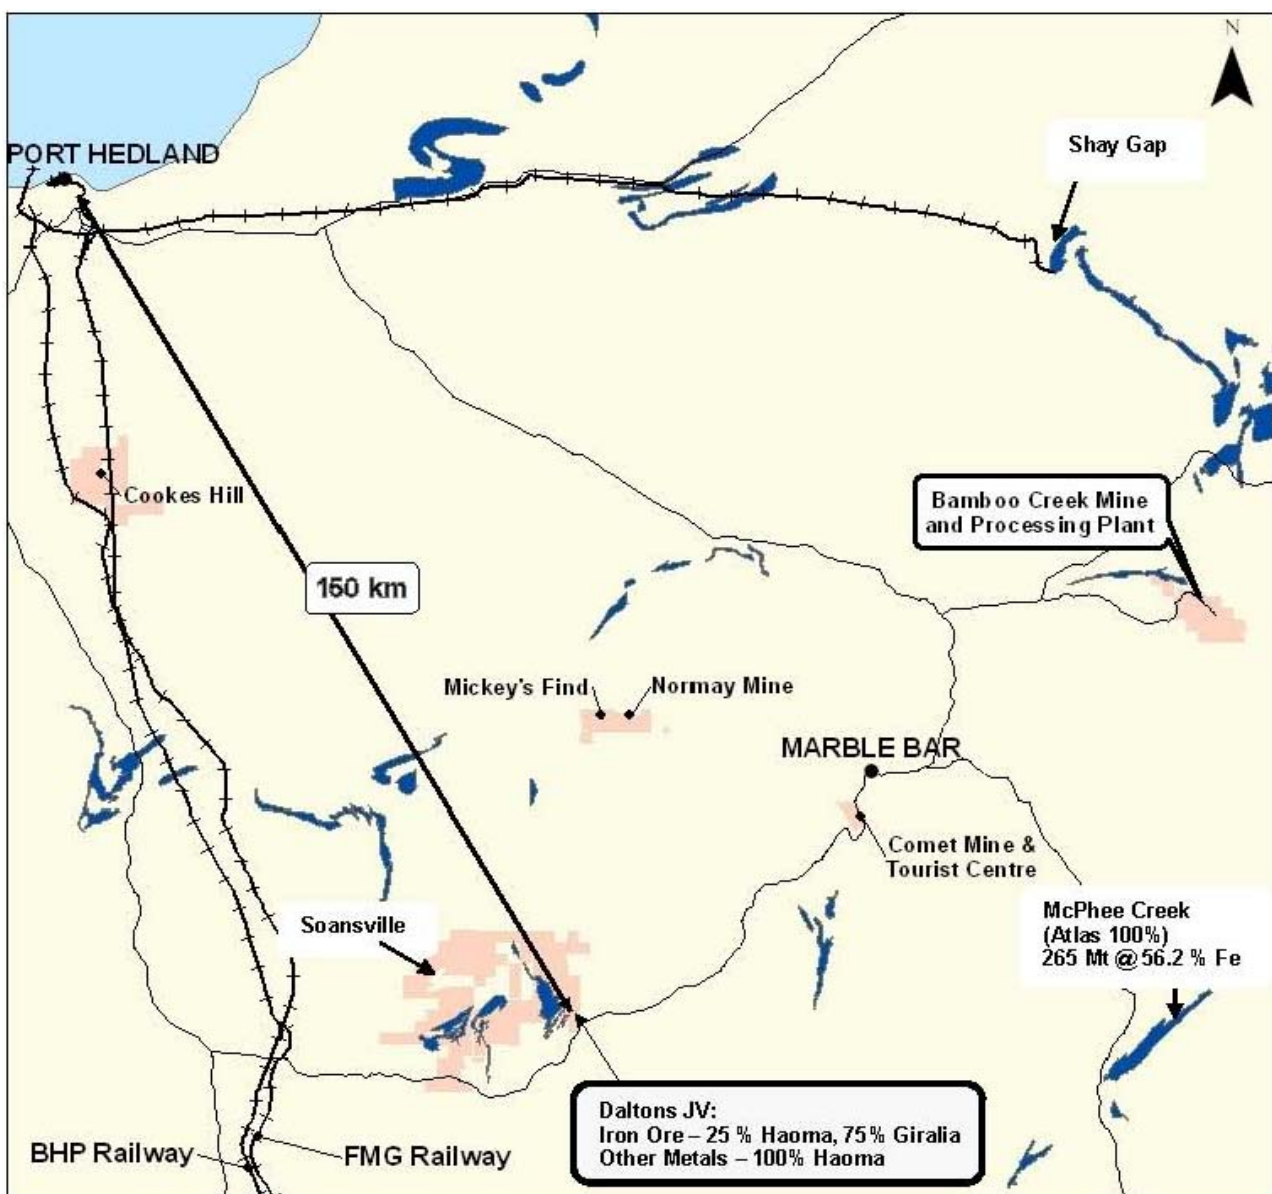 N
PORT HEDLAND
Shay Gap
Cookes Hill
Bamboo Creek Mine
and Processing Plant
150 km
Mickey's Find
Normay Mine
MARBLE BAR
Comet Mine &
Tourist Centre
McPhee Creek
(Atlas 100%)
265 Mt @ 56.2 % Fe
Soansville
Daltons JV:
Iron Ore – 25 % Haoma, 75% Giralia
Other Metals – 100% Haoma
BHP Railway
FMG Railway